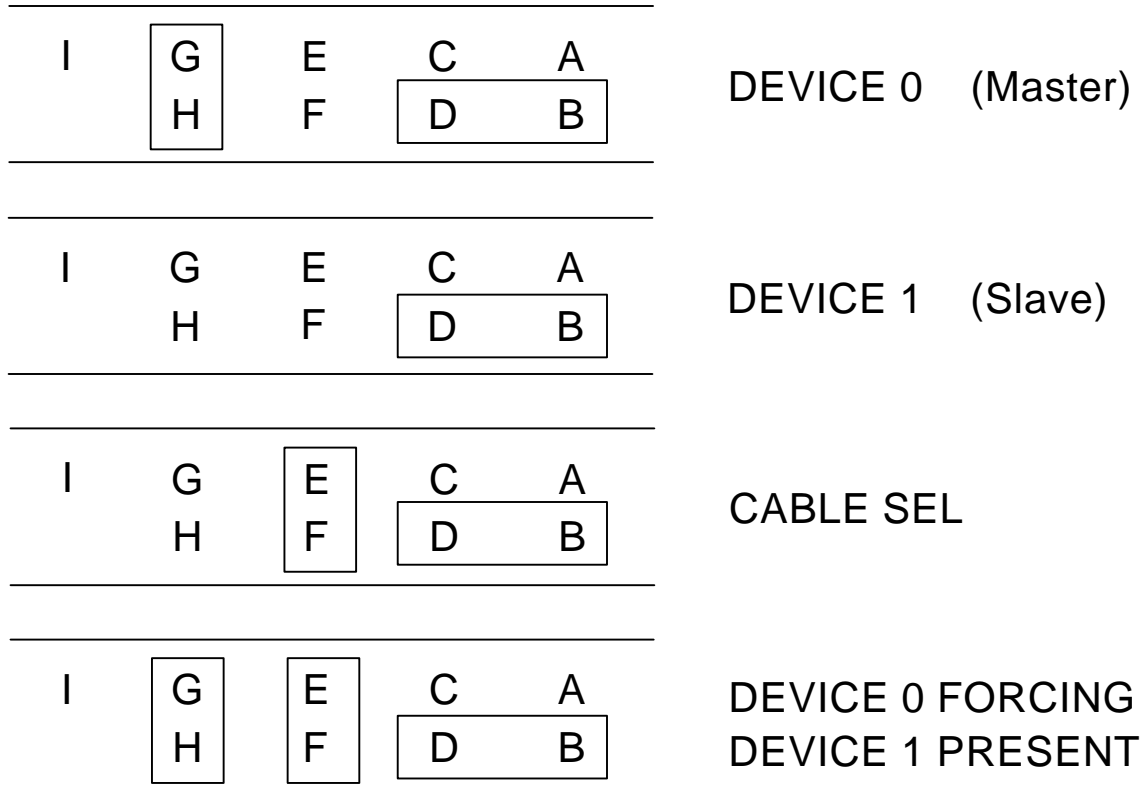 I G E C A
H F D B
DEVICE 0 (Master)
I G E C A
H F D B
DEVICE 1 (Slave)
I G E C A
H F D B
CABLE SEL
I G E C A
H F D B
DEVICE 0 FORCING
DEVICE 1 PRESENT